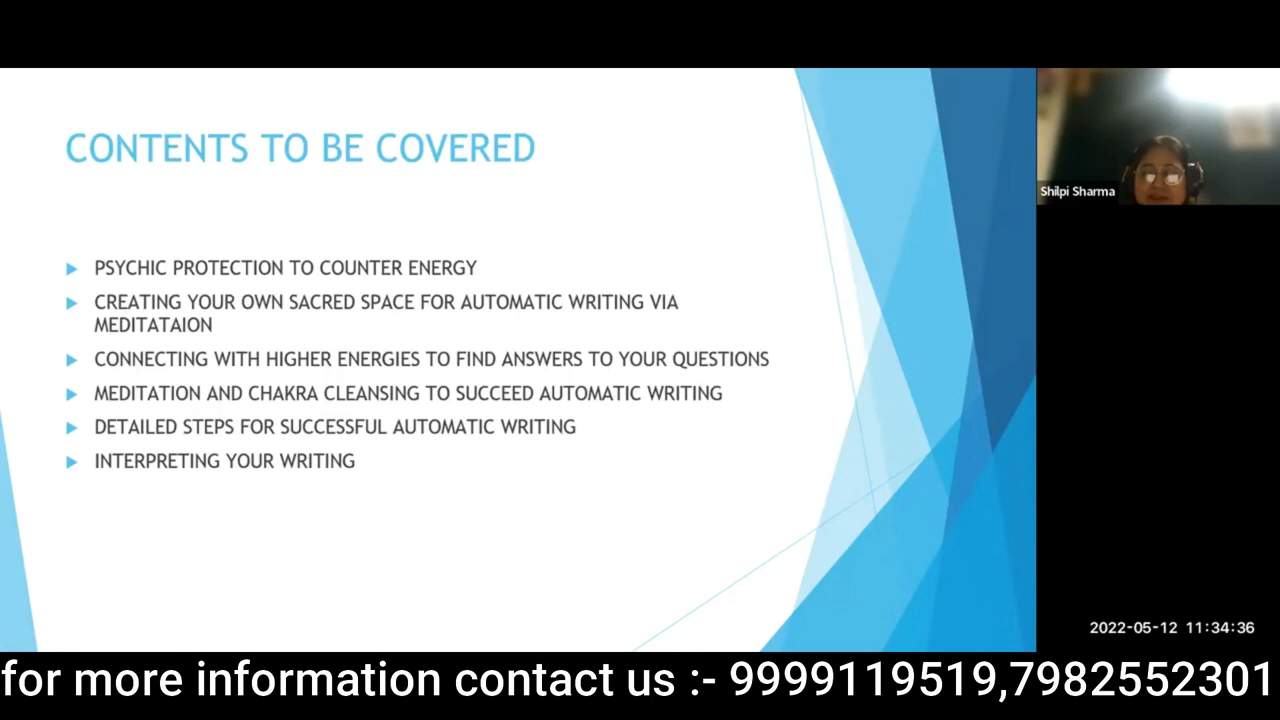 CONTENTS TO BE COVERED
PSYCHIC PROTECTION TO COUNTER ENERGY
CREATING YOUR OWN SACRED SPACE FOR AUTOMATIC WRITING VIA
MEDITATAION
CONNECTING WITH HIGHER ENERGIES TO FIND ANSWERS TO YOUR QUESTIONS
MEDITATION AND CHAKRA CLEANSING TO SUCCEED AUTOMATIC WRITING
DETAILED STEPS FOR SUCCESSFUL AUTOMATIC WRITING
INTERPRETING YOUR WRITING
Shilpi Sharma
2022-05-12 11:34:36
for more information contact us :- 9999119519,7982552301